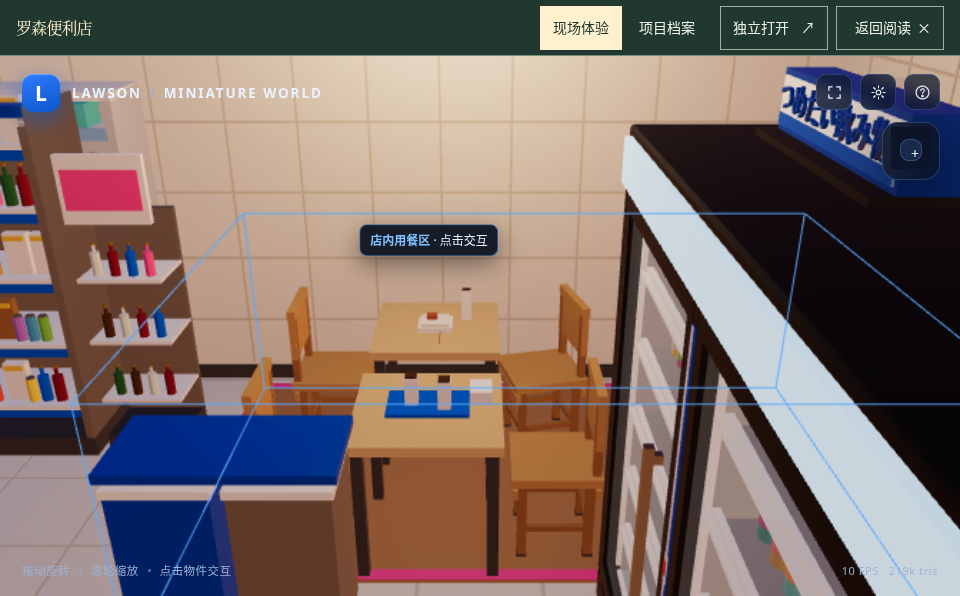 罗森便利店
现场体验
项目档案
独立打开 ↗
返回阅读 ×
L
LAWSON / MINIATURE WORLD
店内用餐区 · 点击交互
拖动旋转 · 滚轮缩放 · 点击物件交互
10 FPS 219k tris